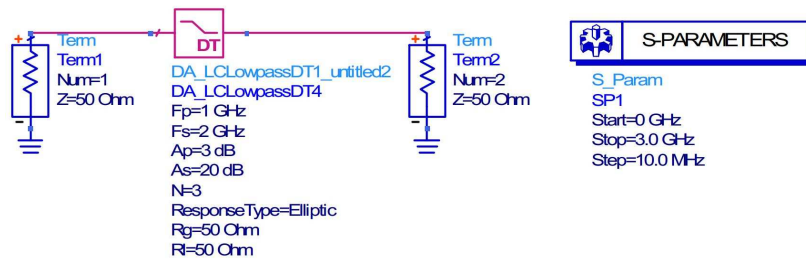 +
Term
Term1
Num=1
Z=50 Ohm
-
DT
DA_LCLowpassDT1_untitled2
DA_LCLowpassDT4
Fp=1 GHz
Fs=2 GHz
Ap=3 dB
As=20 dB
N=3
ResponseType=Elliptic
Rg=50 Ohm
Rl=50 Ohm
+
Term
Term2
Num=2
Z=50 Ohm
-
S-PARAMETERS
S_Param
SP1
Start=0 GHz
Stop=3.0 GHz
Step=10.0 MHz